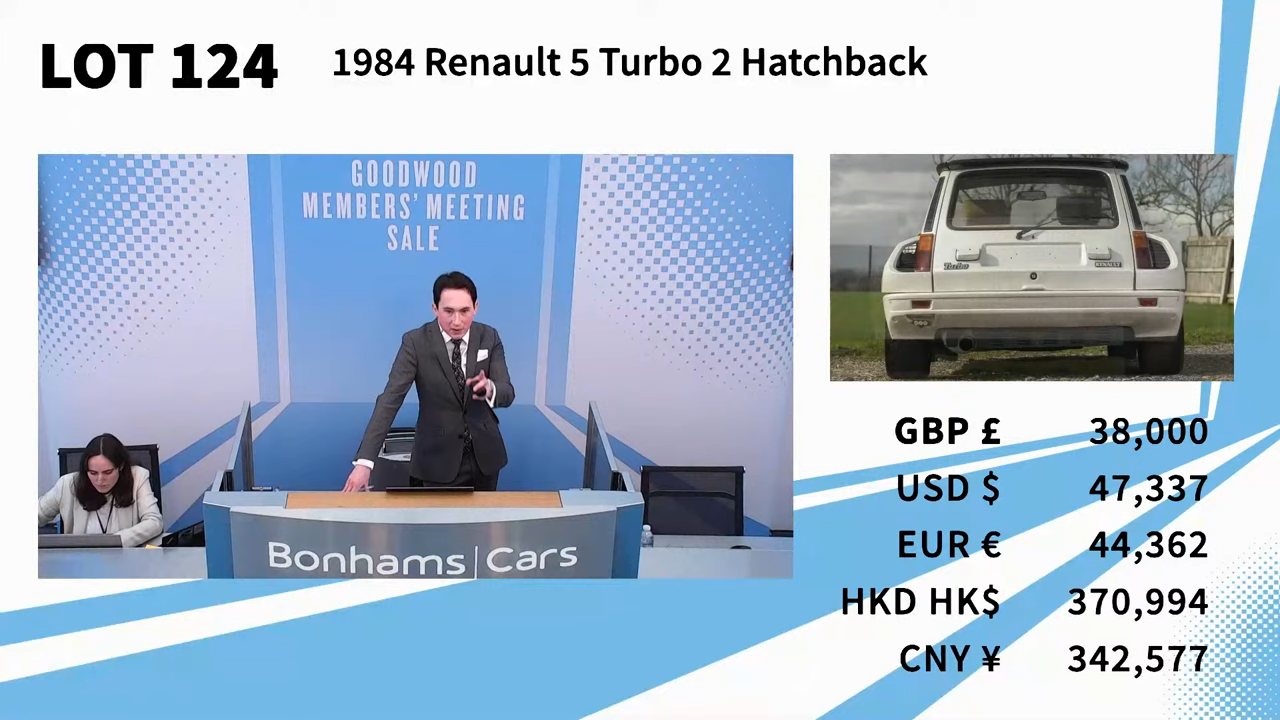 LOT 124
1984 Renault 5 Turbo 2 Hatchback
GOODWOOD
MEMBERS' MEETING
SALE
Bonhams|Cars
Turbo
RENAULT
GBP £ 38,000
USD $ 47,337
EUR € 44,362
HKD HK$ 370,994
CNY ¥ 342,577